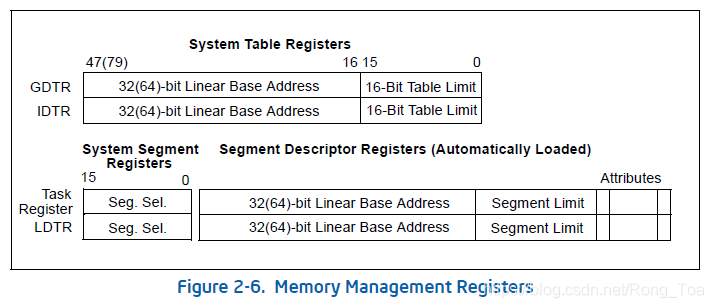 System Table Registers
47(79) 16 15 0
GDTR 32(64)-bit Linear Base Address 16-Bit Table Limit
IDTR 32(64)-bit Linear Base Address 16-Bit Table Limit
System Segment Registers
Segment Descriptor Registers (Automatically Loaded)
15 0 Attributes
Task Register Seg. Sel. 32(64)-bit Linear Base Address Segment Limit
LDTR Seg. Sel. 32(64)-bit Linear Base Address Segment Limit
Figure 2-6. Memory Management Registers
https://blog.csdn.net/Rong_Toa